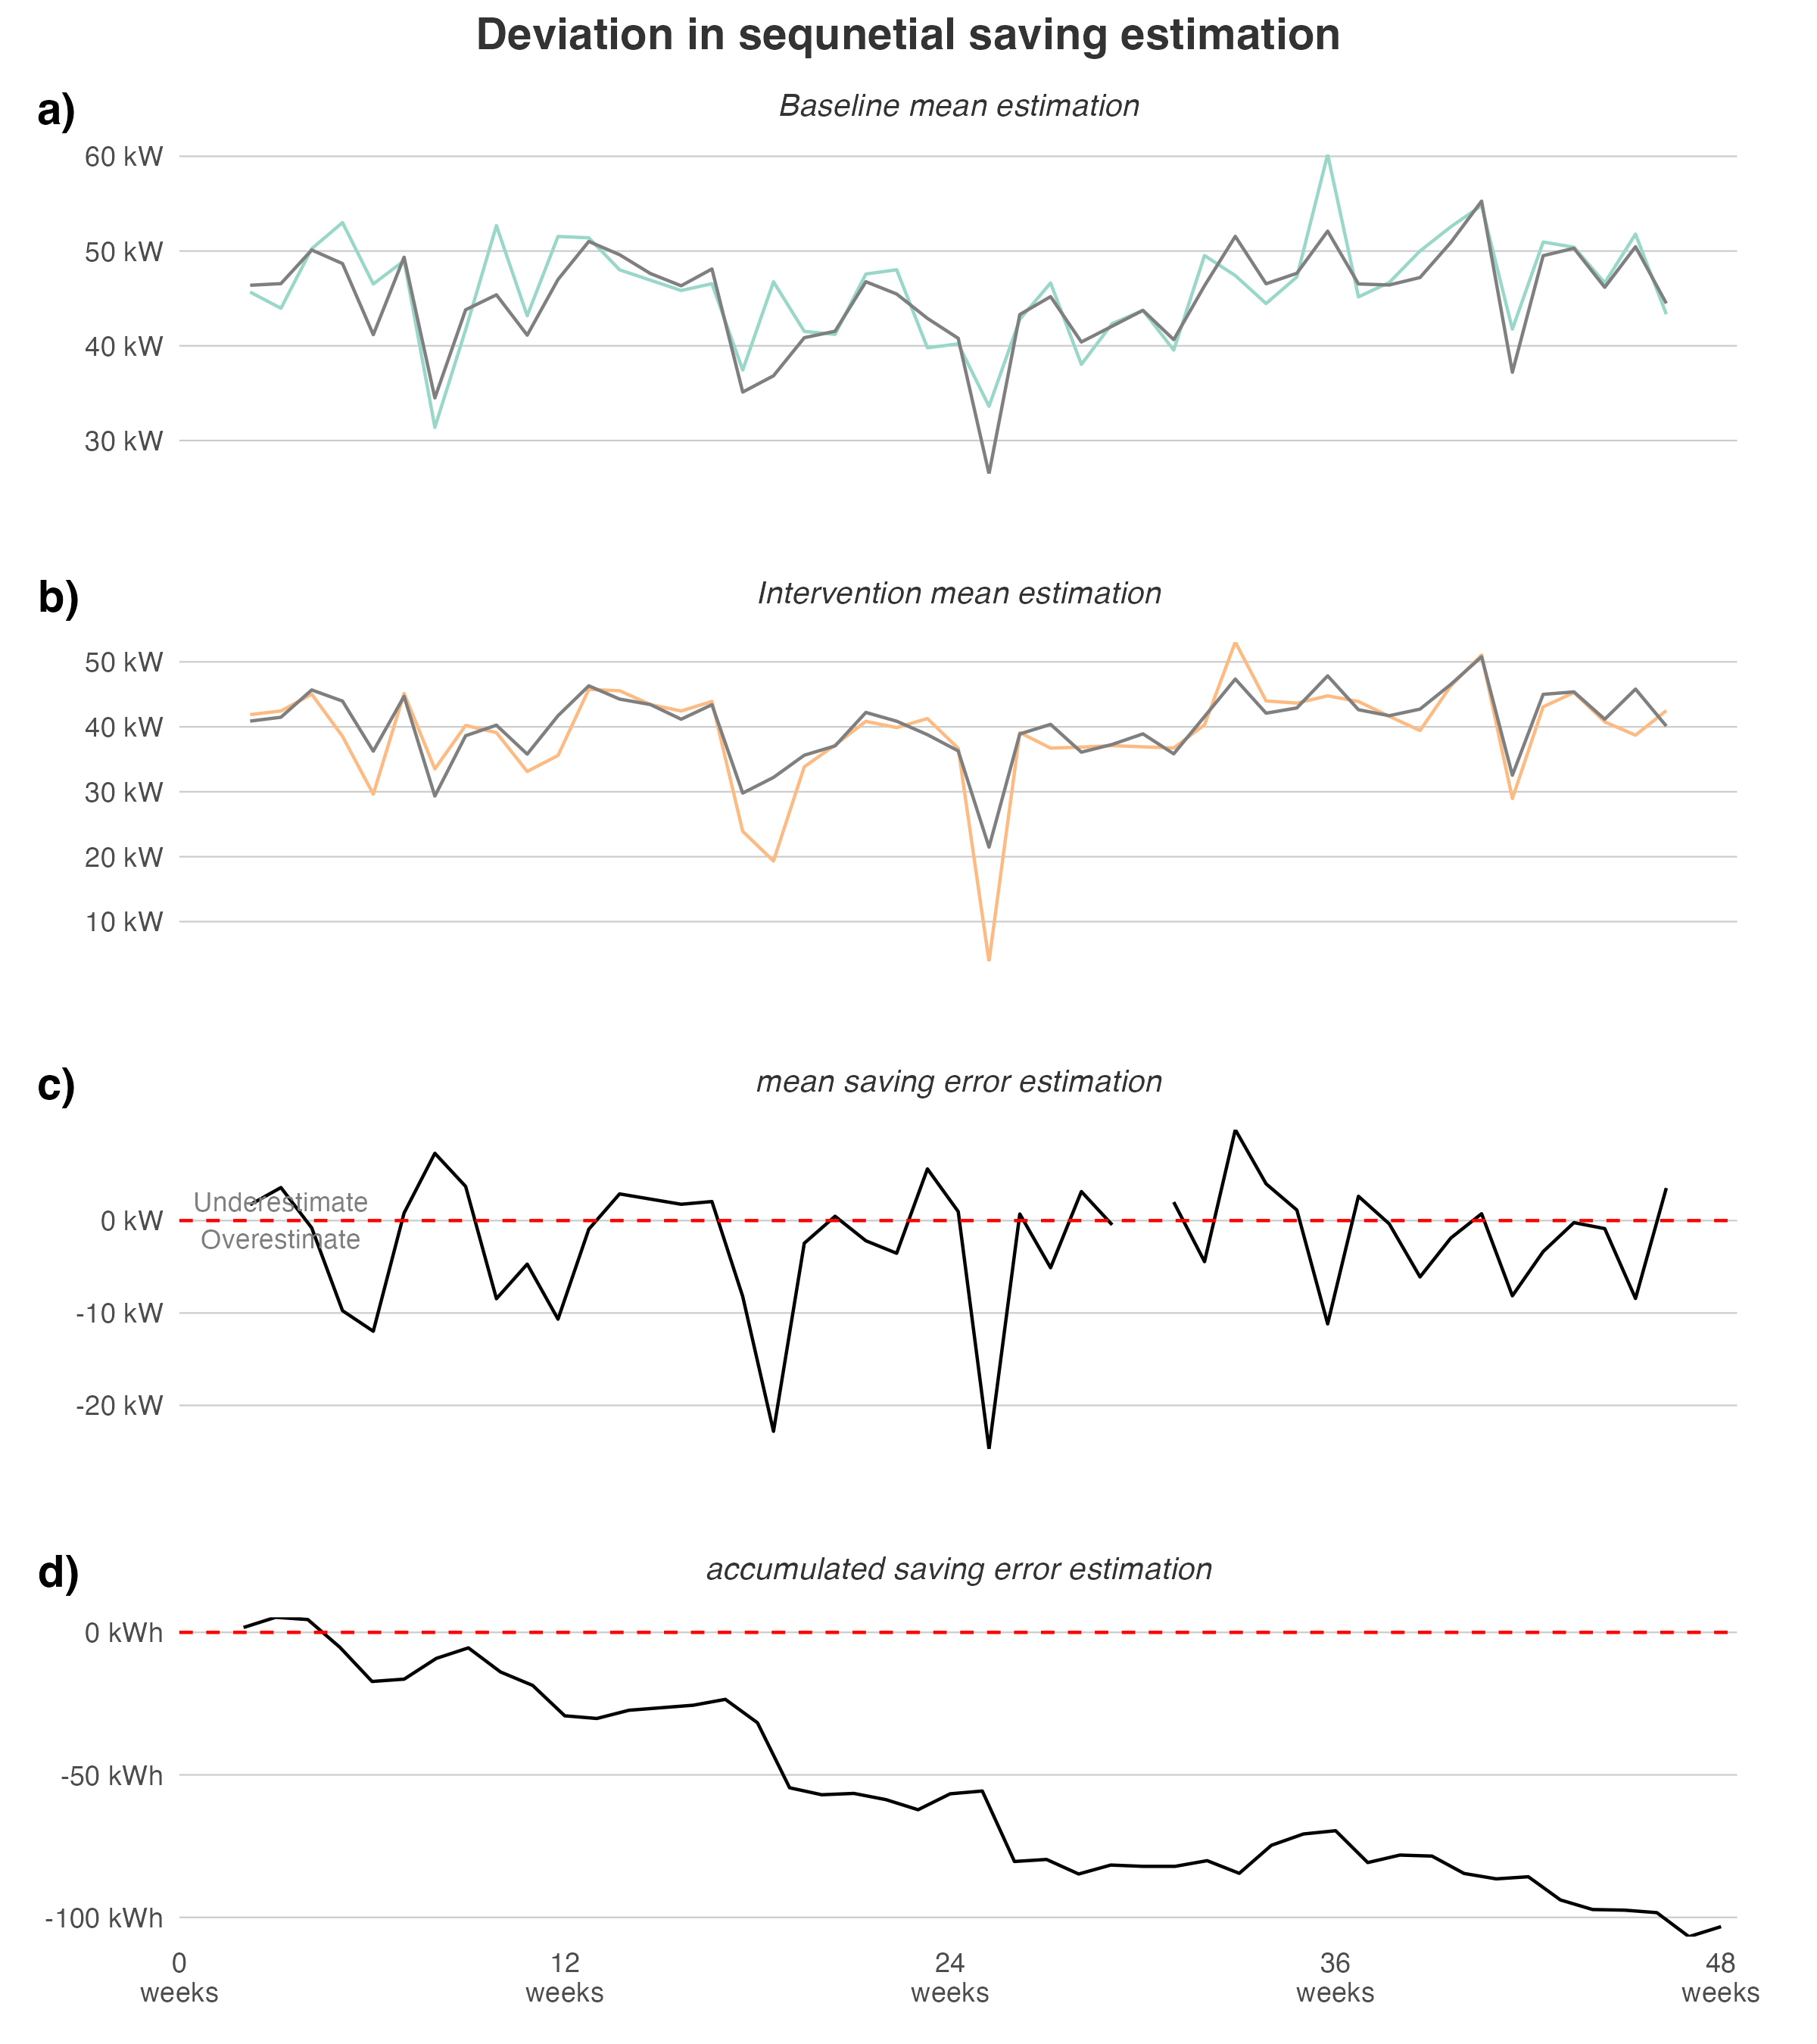 Deviation in sequnetial saving estimation
a)
Baseline mean estimation
60 kW
50 kW
40 kW
30 kW
b)
Intervention mean estimation
50 kW
40 kW
30 kW
20 kW
10 kW
c)
mean saving error estimation
Underestimate
0 kW
Overestimate
-10 kW
-20 kW
d)
accumulated saving error estimation
0 kWh
-50 kWh
-100 kWh
0 12 24 36 48
weeks weeks weeks weeks weeks